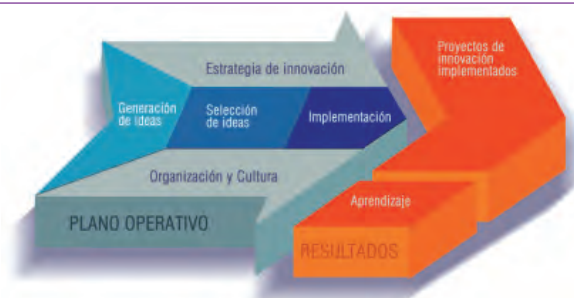 Estrategia de innovación
Generación
de ideas
Selección
de ideas
Implementación
Organización y Cultura
PLANO OPERATIVO
Proyectos de
innovación
implementados
Aprendizaje
RESULTADOS